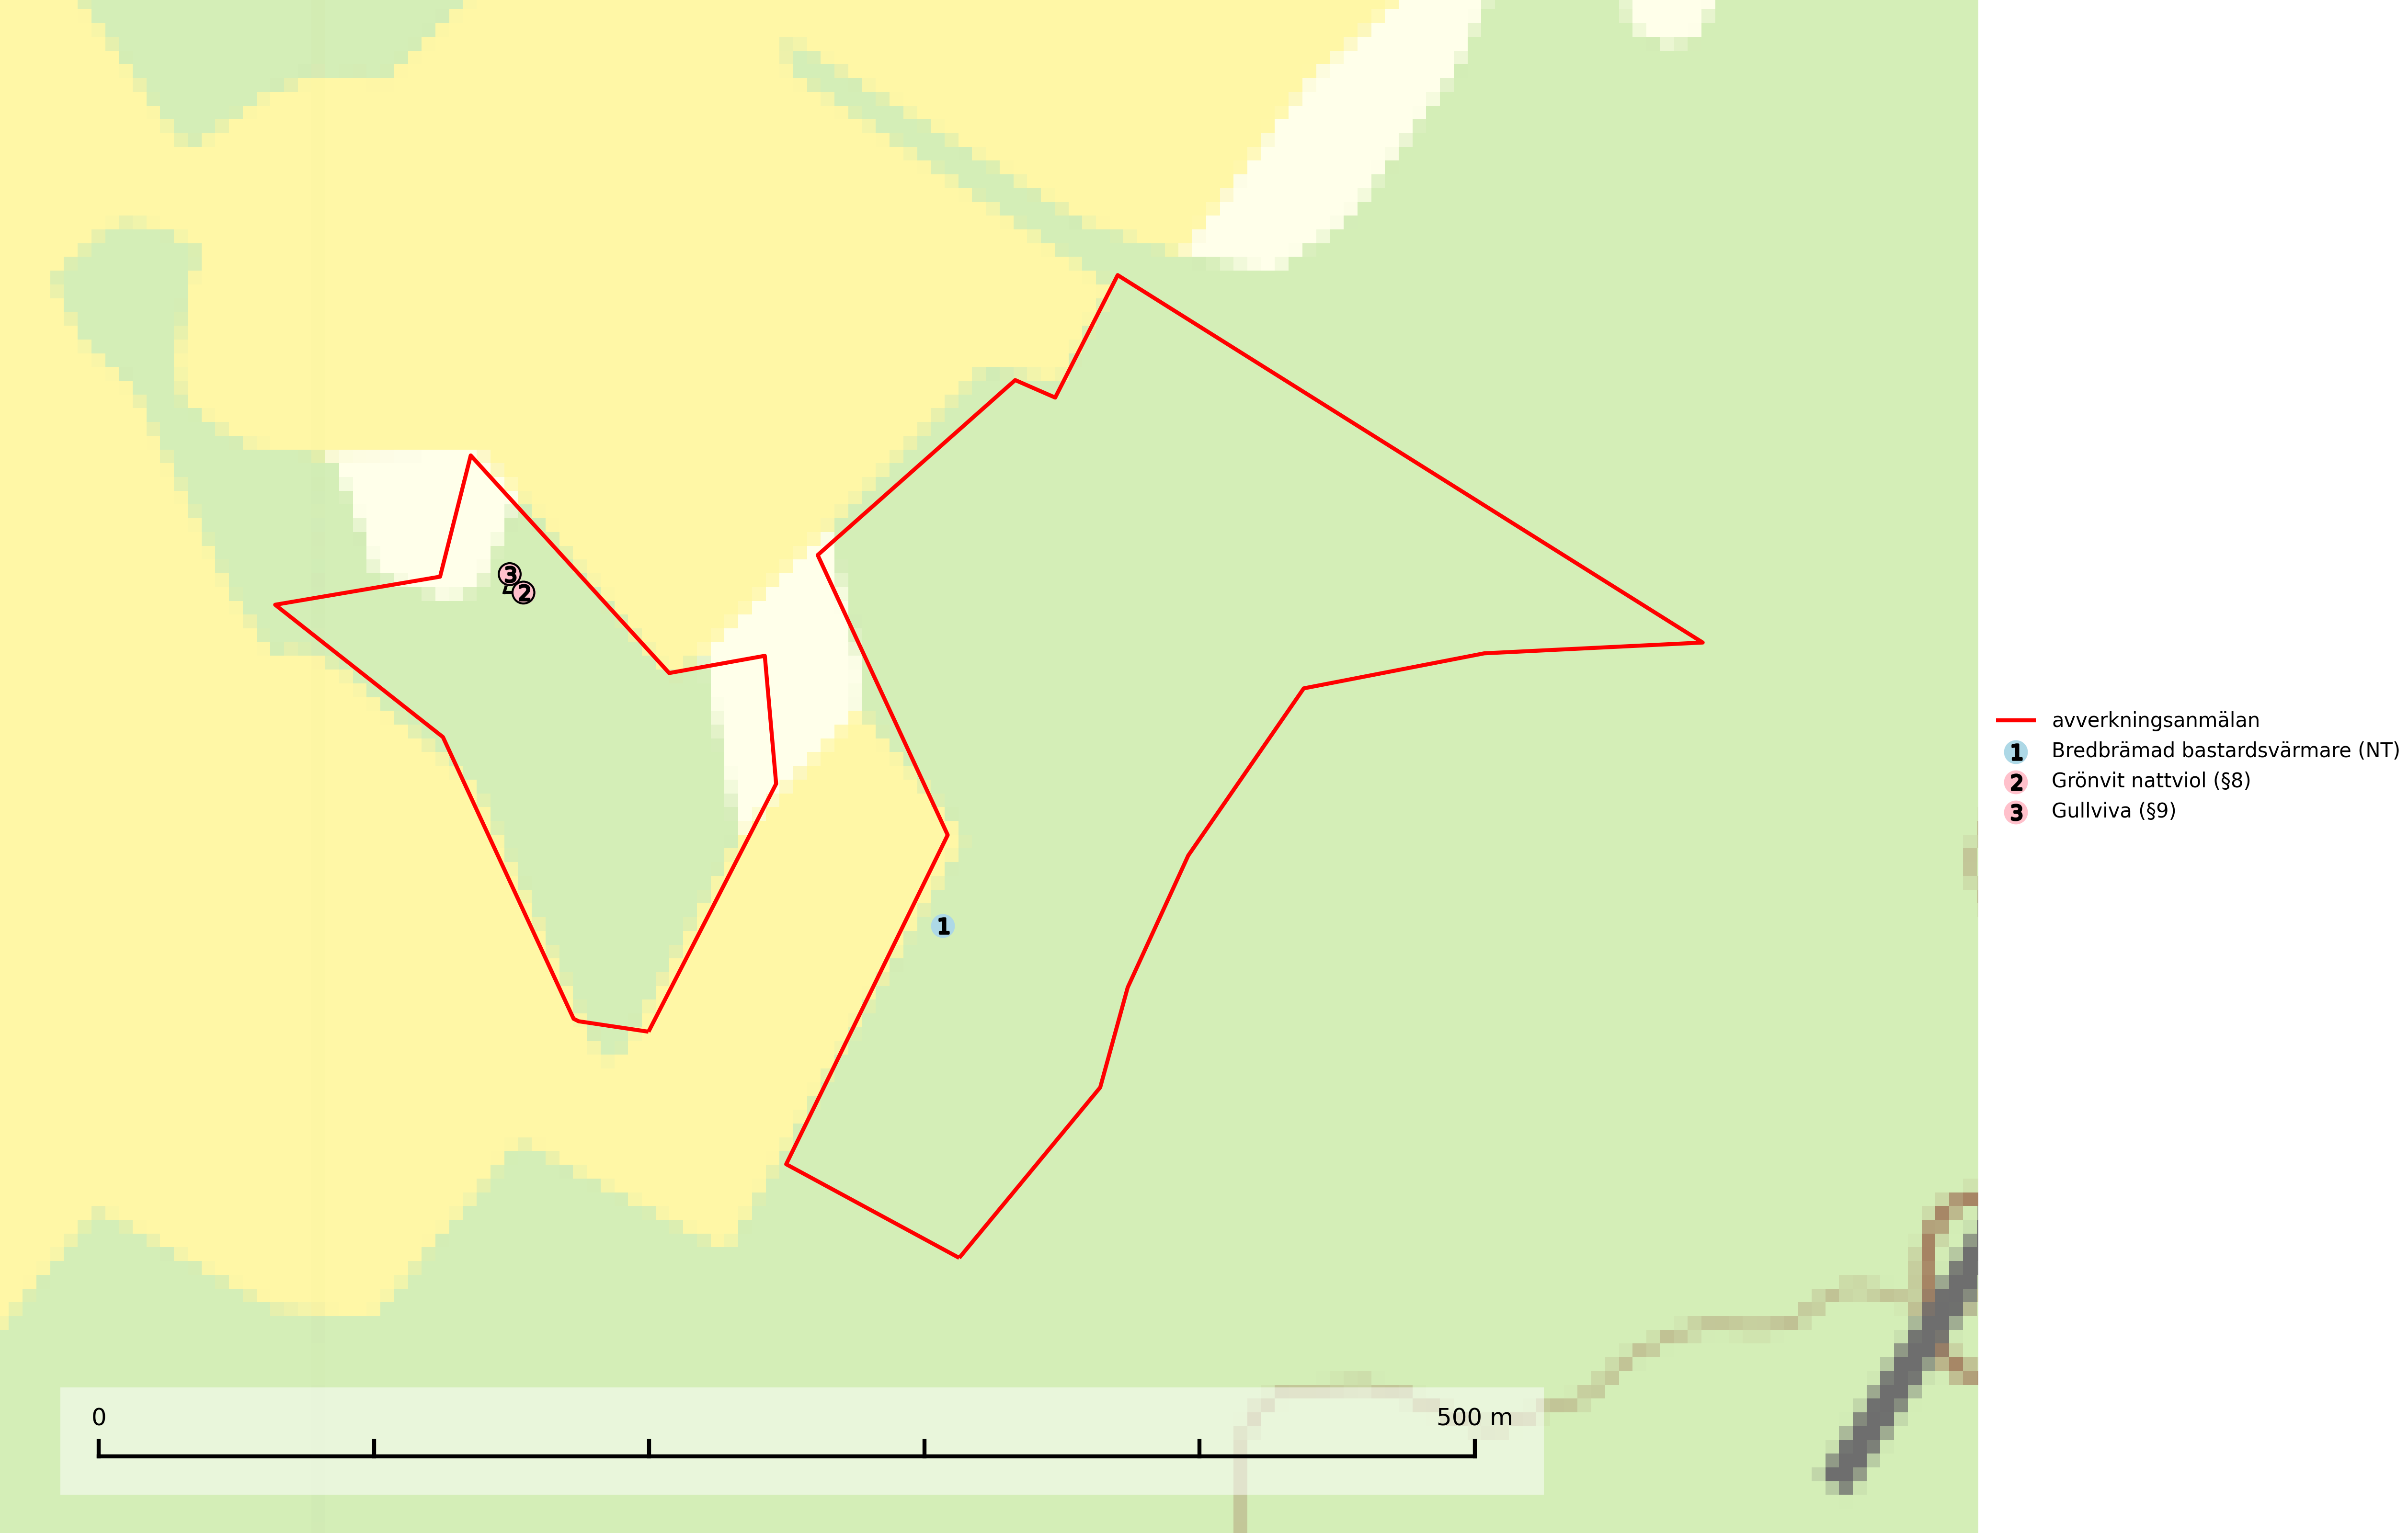 3
2
1
avverkningsanmälan
1 Bredbrämad bastardsvärmare (NT)
2 Grönvit nattviol (§8)
3 Gullviva (§9)
0 500 m